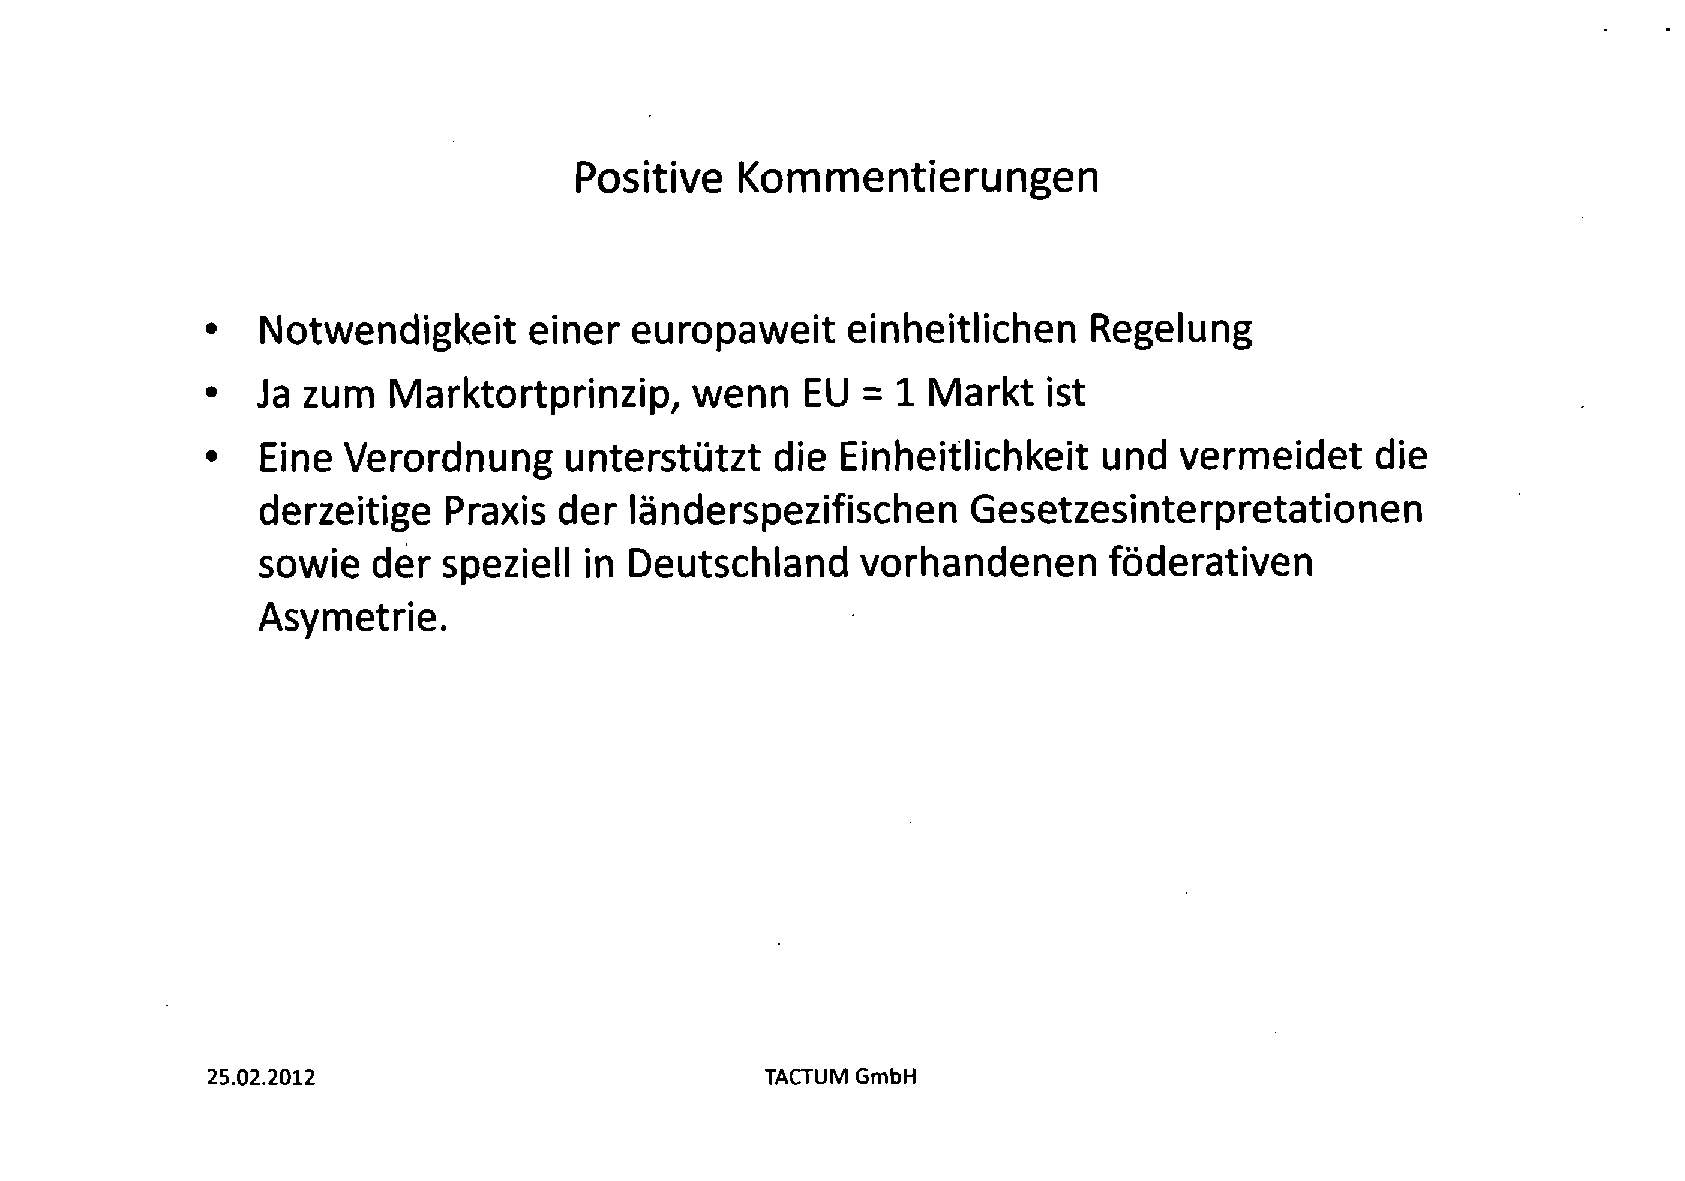 Positive Kommentierungen
• Notwendigkeit einer europaweit einheitlichen Regelung
• Ja zum Marktortprinzip, wenn EU = 1 Markt ist
• Eine Verordnung unterstützt die Einheitlichkeit und vermeidet die
derzeitige Praxis der länderspezifischen Gesetzesinterpretationen
sowie der speziell in Deutschland vorhandenen föderativen
Asymetrie.
25.02.2012 TACTUM GmbH